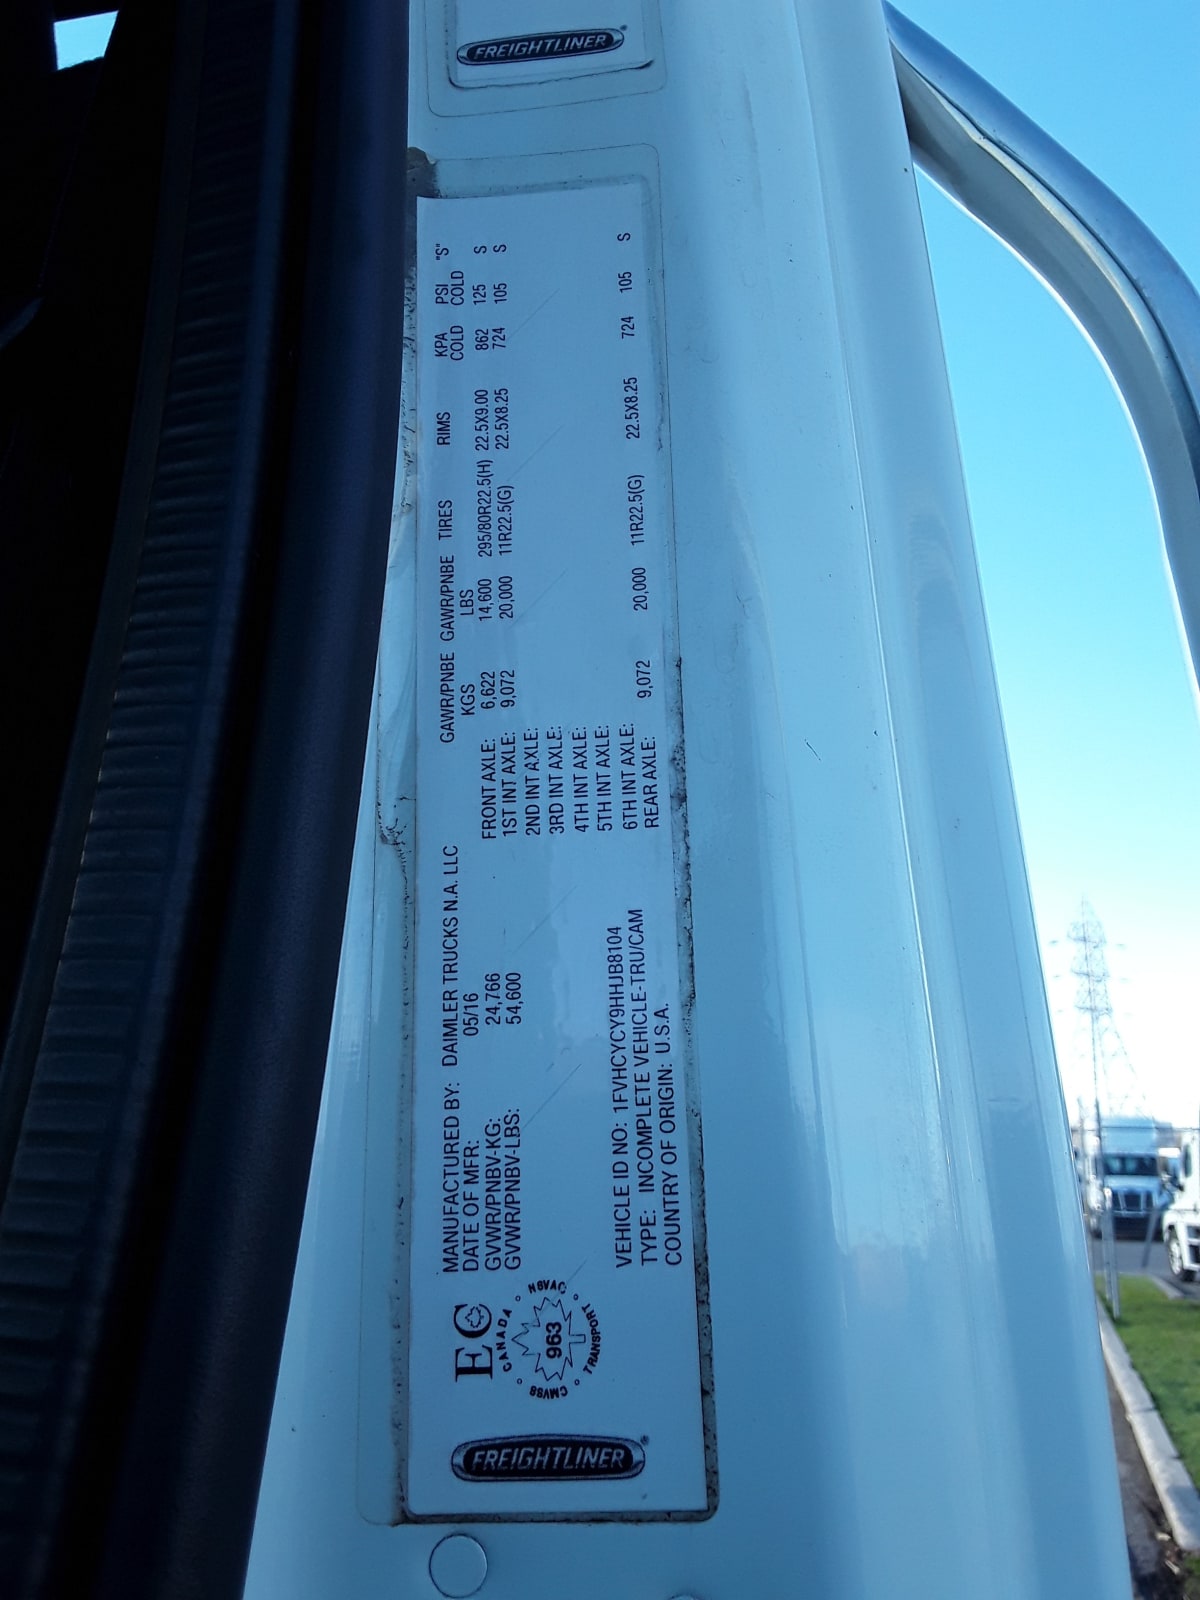 FREIGHTLINER
FREIGHTLINER
EC
CANADA
NSVAC
TRANSPORT
CMVSS
963
MANUFACTURED BY: DAIMLER TRUCKS N.A. LLC
DATE OF MFR: 05/16
GVWR/PNBV-KG: 24,766
GVWR/PNBV-LBS: 54,600
VEHICLE ID NO: 1FVHCYCY9HHJB8104
TYPE: INCOMPLETE VEHICLE-TRU/CAM
COUNTRY OF ORIGIN: U.S.A.
GAWR/PNBE GAWR/PNBE TIRES RIMS KPA PSI "S"
KGS LBS COLD COLD
FRONT AXLE: 6,622 14,600 295/80R22.5(H) 22.5X9.00 862 125 S
1ST INT AXLE: 9,072 20,000 11R22.5(G) 22.5X8.25 724 105 S
2ND INT AXLE:
3RD INT AXLE:
4TH INT AXLE:
5TH INT AXLE:
6TH INT AXLE:
REAR AXLE: 9,072 20,000 11R22.5(G) 22.5X8.25 724 105 S